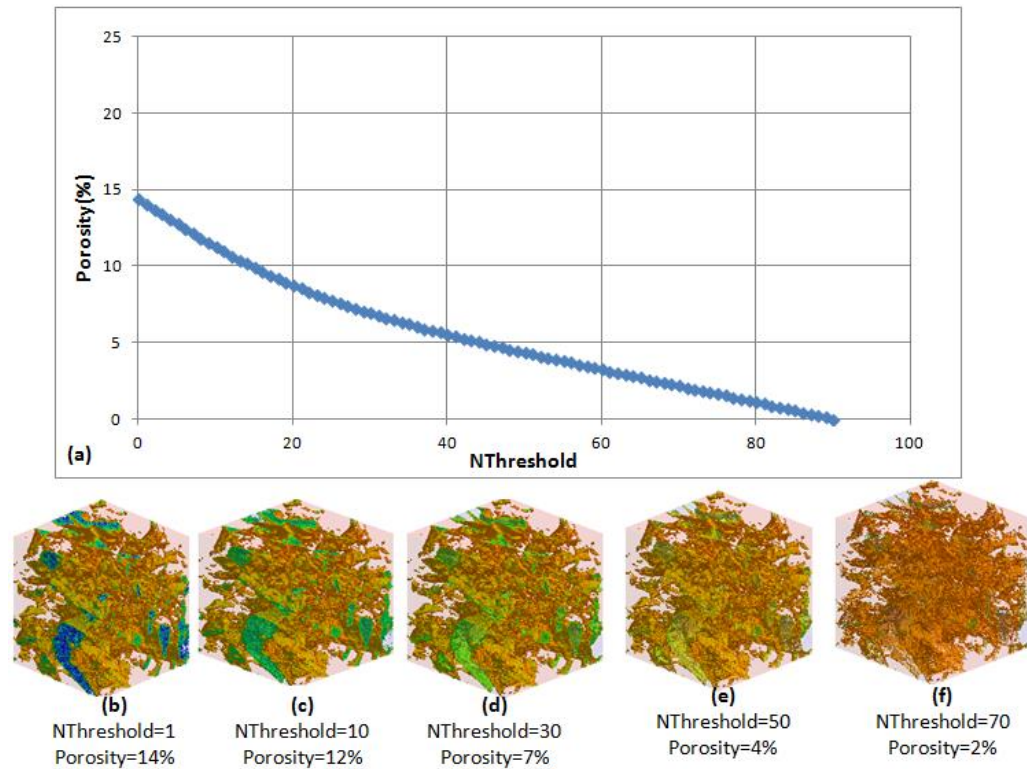 25
20
15
10
5
0
Porosity(%)
0 20 40 60 80 100
(a)
NThreshold
(b) (c) (d) (e) (f)
NThreshold=1 NThreshold=10 NThreshold=30 NThreshold=50 NThreshold=70
Porosity=14% Porosity=12% Porosity=7% Porosity=4% Porosity=2%